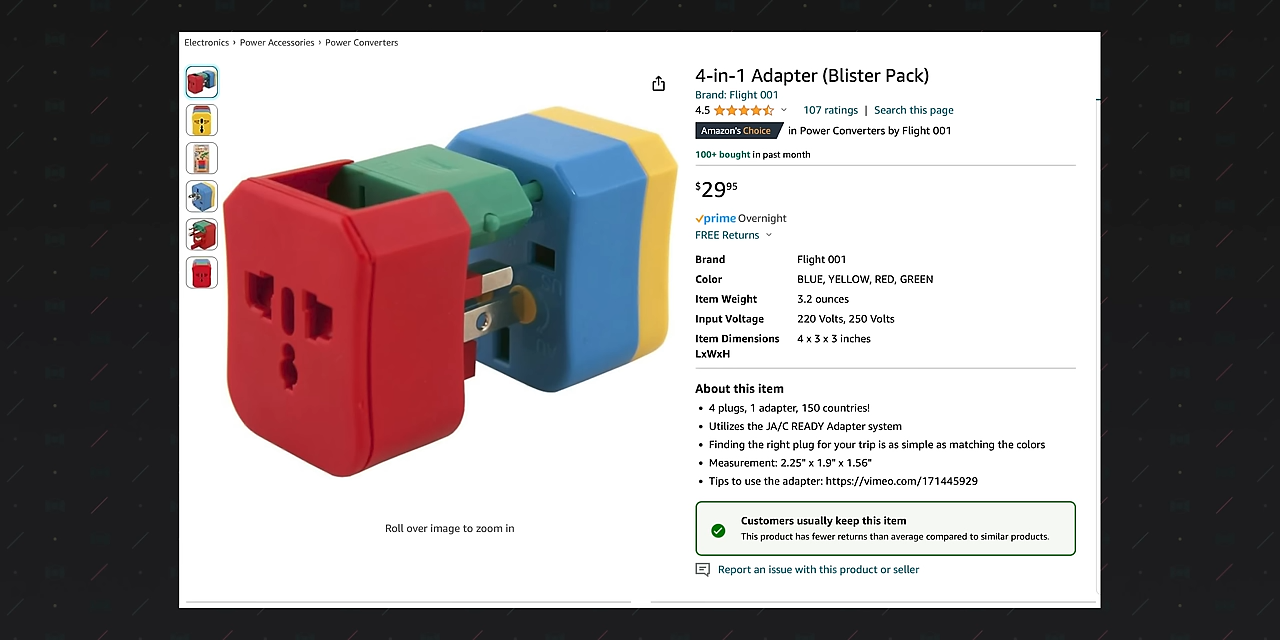 Electronics › Power Accessories › Power Converters
4-in-1 Adapter (Blister Pack)
Brand: Flight 001
4.5 107 ratings | Search this page
Amazon's Choice in Power Converters by Flight 001
100+ bought in past month
$29.95
prime Overnight
FREE Returns
Brand Flight 001
Color BLUE, YELLOW, RED, GREEN
Item Weight 3.2 ounces
Input Voltage 220 Volts, 250 Volts
Item Dimensions 4 x 3 x 3 inches
LxWxH
About this item
• 4 plugs, 1 adapter, 150 countries!
• Utilizes the JA/C READY Adapter system
• Finding the right plug for your trip is as simple as matching the colors
• Measurement: 2.25" x 1.9" x 1.56"
• Tips to use the adapter: https://vimeo.com/171445929
Customers usually keep this item
This product has fewer returns than average compared to similar products.
Report an issue with this product or seller
Roll over image to zoom in